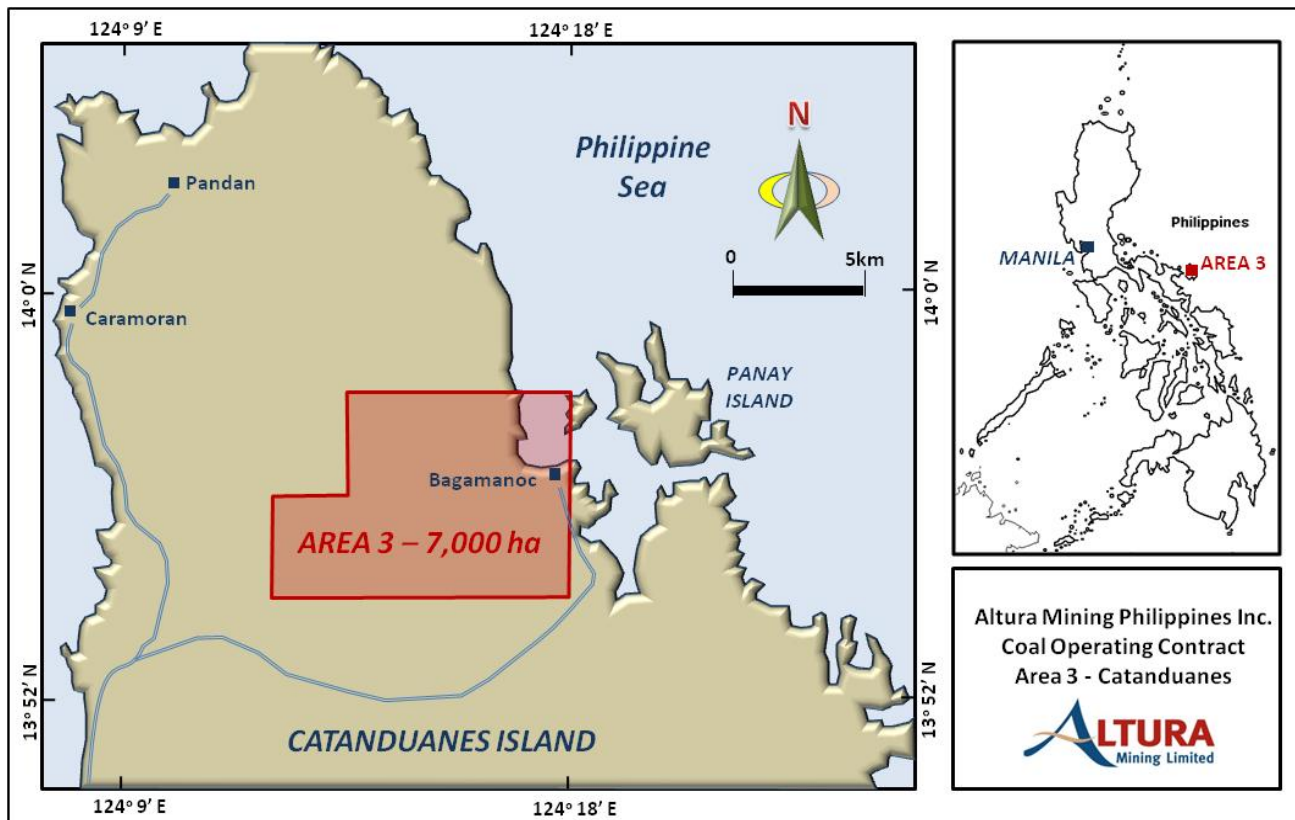 124° 9’ E
124° 18’ E
Philippine
Sea
N
Pandan
0 5km
14° 0’ N
14° 0’ N
Caramoran
PANAY
ISLAND
Bagamanoc
AREA 3 – 7,000 ha
13° 52’ N
13° 52’ N
CATANDUANES ISLAND
124° 9’ E
124° 18’ E
Philippines
MANILA
AREA 3
Altura Mining Philippines Inc.
Coal Operating Contract
Area 3 - Catanduanes
ALTURA
Mining Limited